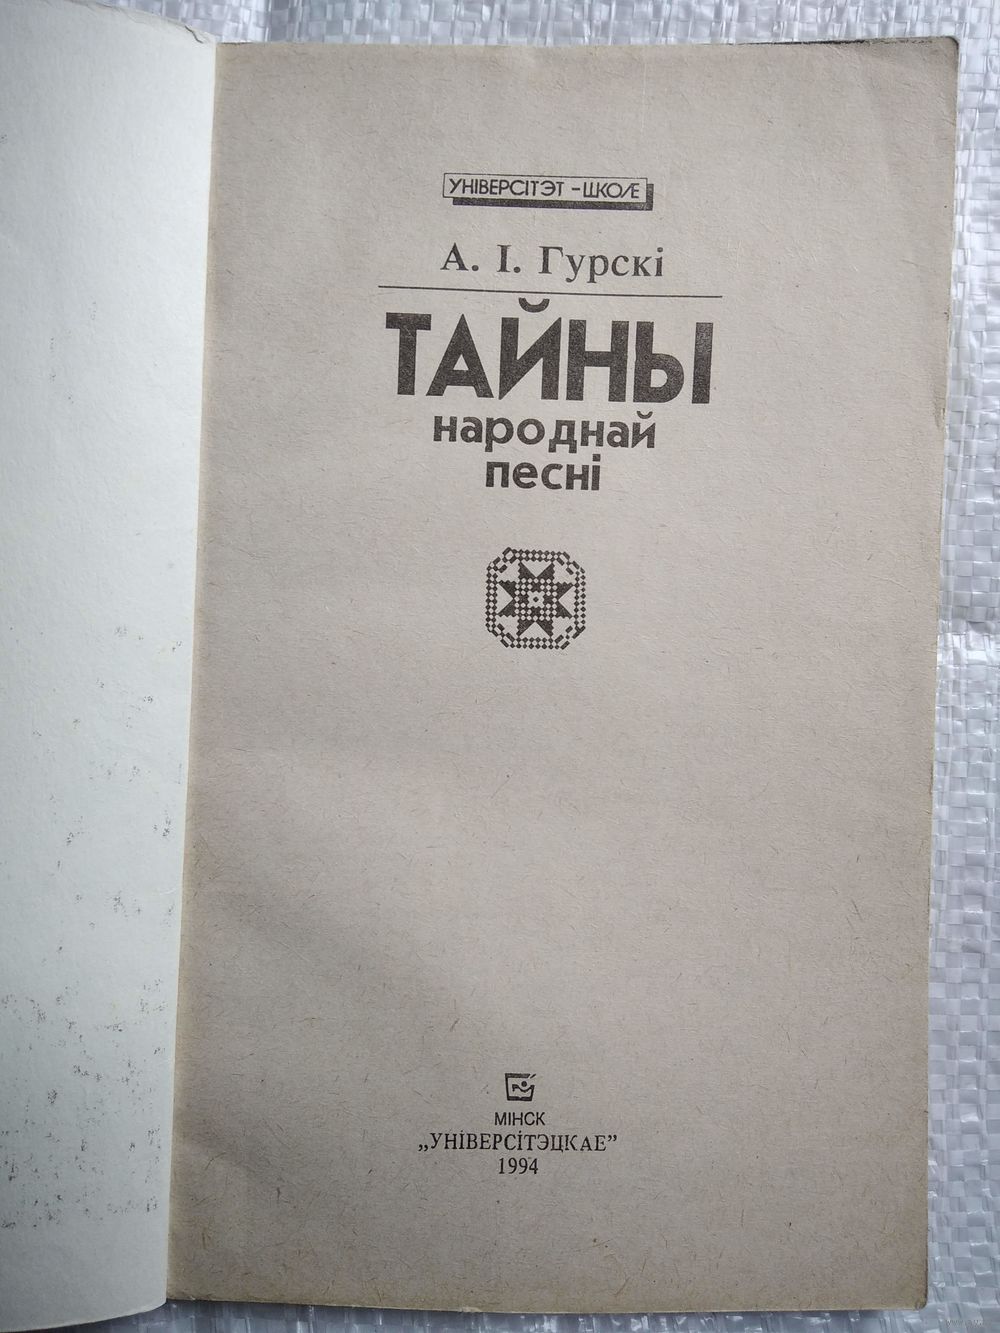 УНІВЕРСІТЭТ - ШКОЛЕ
А. І. Гурскі
ТАЙНЫ
народнай
песні
МІНСК
„УНІВЕРСІТЭЦКАЕ”
1994